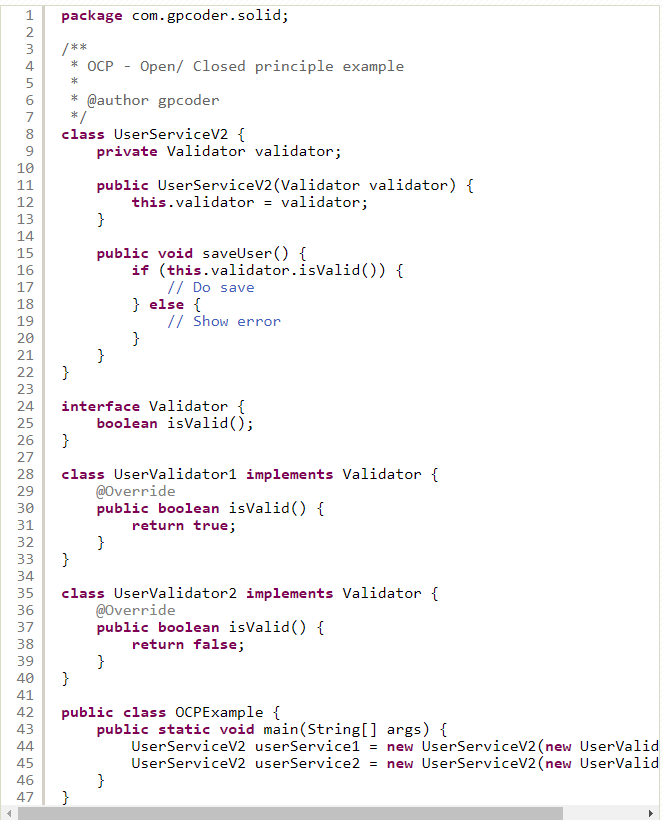 1 package com.gpcoder.solid;
2
3 /**
4  * OCP - Open/ Closed principle example
5  *
6  * @author gpcoder
7  */
8 class UserServiceV2 {
9     private Validator validator;
10
11     public UserServiceV2(Validator validator) {
12         this.validator = validator;
13     }
14
15     public void saveUser() {
16         if (this.validator.isValid()) {
17             // Do save
18         } else {
19             // Show error
20         }
21     }
22 }
23
24 interface Validator {
25     boolean isValid();
26 }
27
28 class UserValidator1 implements Validator {
29     @Override
30     public boolean isValid() {
31         return true;
32     }
33 }
34
35 class UserValidator2 implements Validator {
36     @Override
37     public boolean isValid() {
38         return false;
39     }
40 }
41
42 public class OCPExample {
43     public static void main(String[] args) {
44         UserServiceV2 userService1 = new UserServiceV2(new UserValid
45         UserServiceV2 userService2 = new UserServiceV2(new UserValid
46     }
47 }